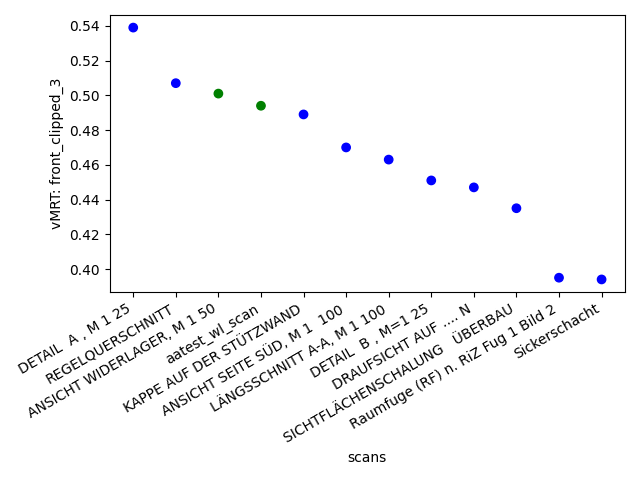 0.54
0.52
0.50
0.48
0.46
0.44
0.42
0.40
vMRT: front_clipped_3
DETAIL  A , M 1 25
REGELQUERSCHNITT
ANSICHT WIDERLAGER, M 1 50
aatest_wl_scan
KAPPE AUF DER STÜTZWAND
ANSICHT SEITE SÜD, M 1  100
LÄNGSSCHNITT A-A, M 1 100
DETAIL  B , M=1 25
DRAUFSICHT AUF .... N
SICHTFLÄCHENSCHALUNG   ÜBERBAU
Raumfuge (RF) n. RiZ Fug 1 Bild 2
Sickerschacht
scans